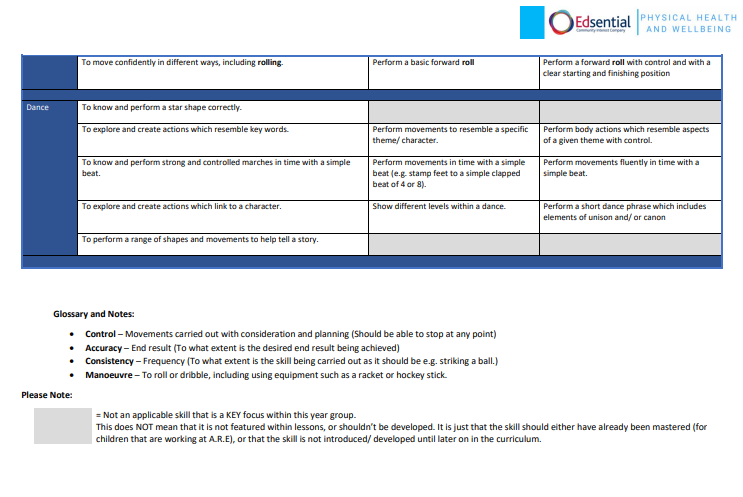 Edsential
Community Interest Company
PHYSICAL HEALTH
AND WELLBEING
To move confidently in different ways, including rolling.
Perform a basic forward roll
Perform a forward roll with control and with a
clear starting and finishing position
Dance
To know and perform a star shape correctly.
To explore and create actions which resemble key words.
Perform movements to resemble a specific
theme/ character.
Perform body actions which resemble aspects
of a given theme with control.
To know and perform strong and controlled marches in time with a simple
beat.
Perform movements in time with a simple
beat (e.g. stamp feet to a simple clapped
beat of 4 or 8).
Perform movements fluently in time with a
simple beat.
To explore and create actions which link to a character.
Show different levels within a dance.
Perform a short dance phrase which includes
elements of unison and/ or canon
To perform a range of shapes and movements to help tell a story.
Glossary and Notes:
• Control – Movements carried out with consideration and planning (Should be able to stop at any point)
• Accuracy – End result (To what extent is the desired end result being achieved)
• Consistency – Frequency (To what extent is the skill being carried out as it should be e.g. striking a ball.)
• Manoeuvre – To roll or dribble, including using equipment such as a racket or hockey stick.
Please Note:
= Not an applicable skill that is a KEY focus within this year group.
This does NOT mean that it is not featured within lessons, or shouldn't be developed. It is just that the skill should either have already been mastered (for
children that are working at A.R.E), or that the skill is not introduced/ developed until later on in the curriculum.